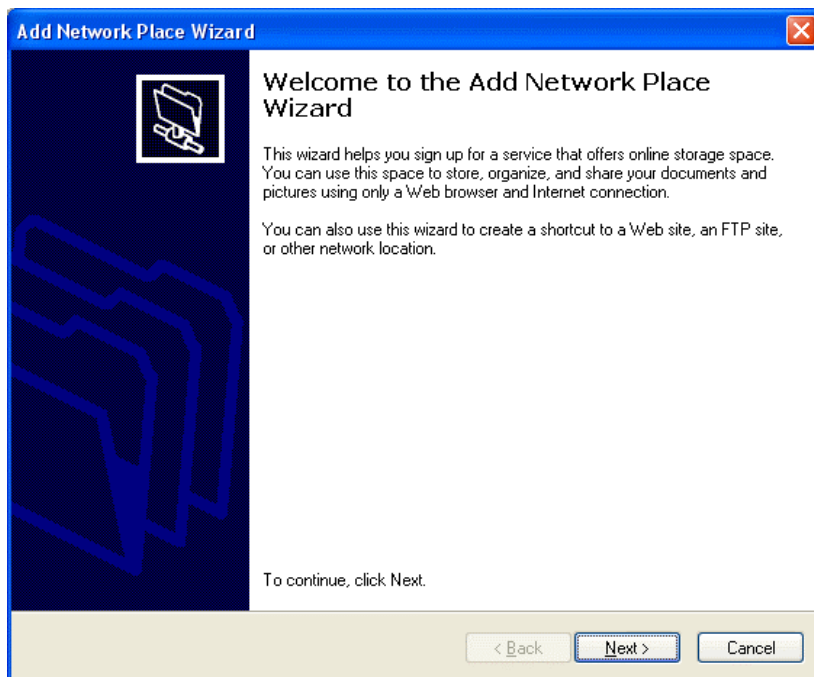 Add Network Place Wizard
Welcome to the Add Network Place
Wizard
This wizard helps you sign up for a service that offers online storage space.
You can use this space to store, organize, and share your documents and
pictures using only a Web browser and Internet connection.
You can also use this wizard to create a shortcut to a Web site, an FTP site,
or other network location.
To continue, click Next.
< Back Next > Cancel